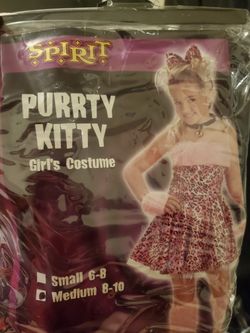 SPIRIT
PURRTY
KITTY
Girl's Costume
Small 6-8
Medium 8-10